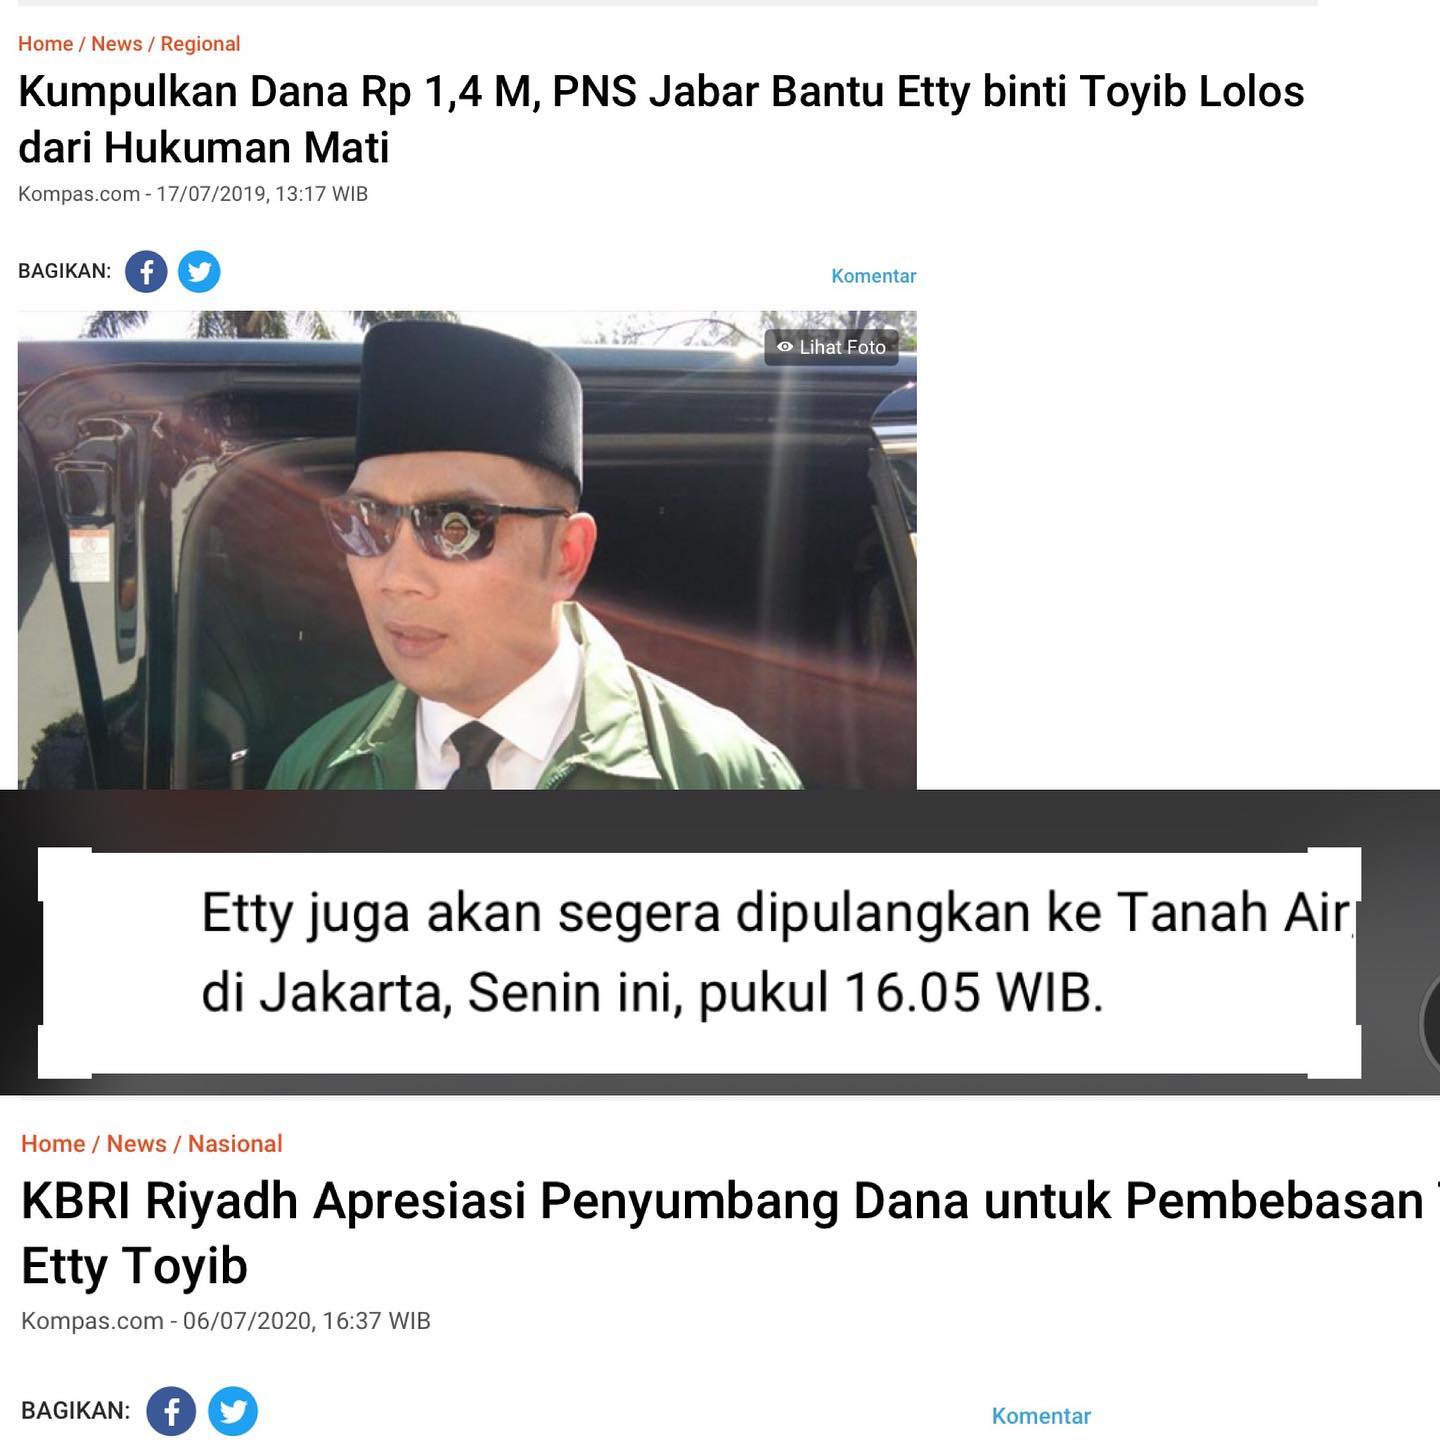 Home / News / Regional
Kumpulkan Dana Rp 1,4 M, PNS Jabar Bantu Etty binti Toyib Lolos
dari Hukuman Mati
Kompas.com - 17/07/2019, 13:17 WIB
BAGIKAN:
Komentar
Lihat Foto
Etty juga akan segera dipulangkan ke Tanah Air,
di Jakarta, Senin ini, pukul 16.05 WIB.
Home / News / Nasional
KBRI Riyadh Apresiasi Penyumbang Dana untuk Pembebasan
Etty Toyib
Kompas.com - 06/07/2020, 16:37 WIB
BAGIKAN:
Komentar